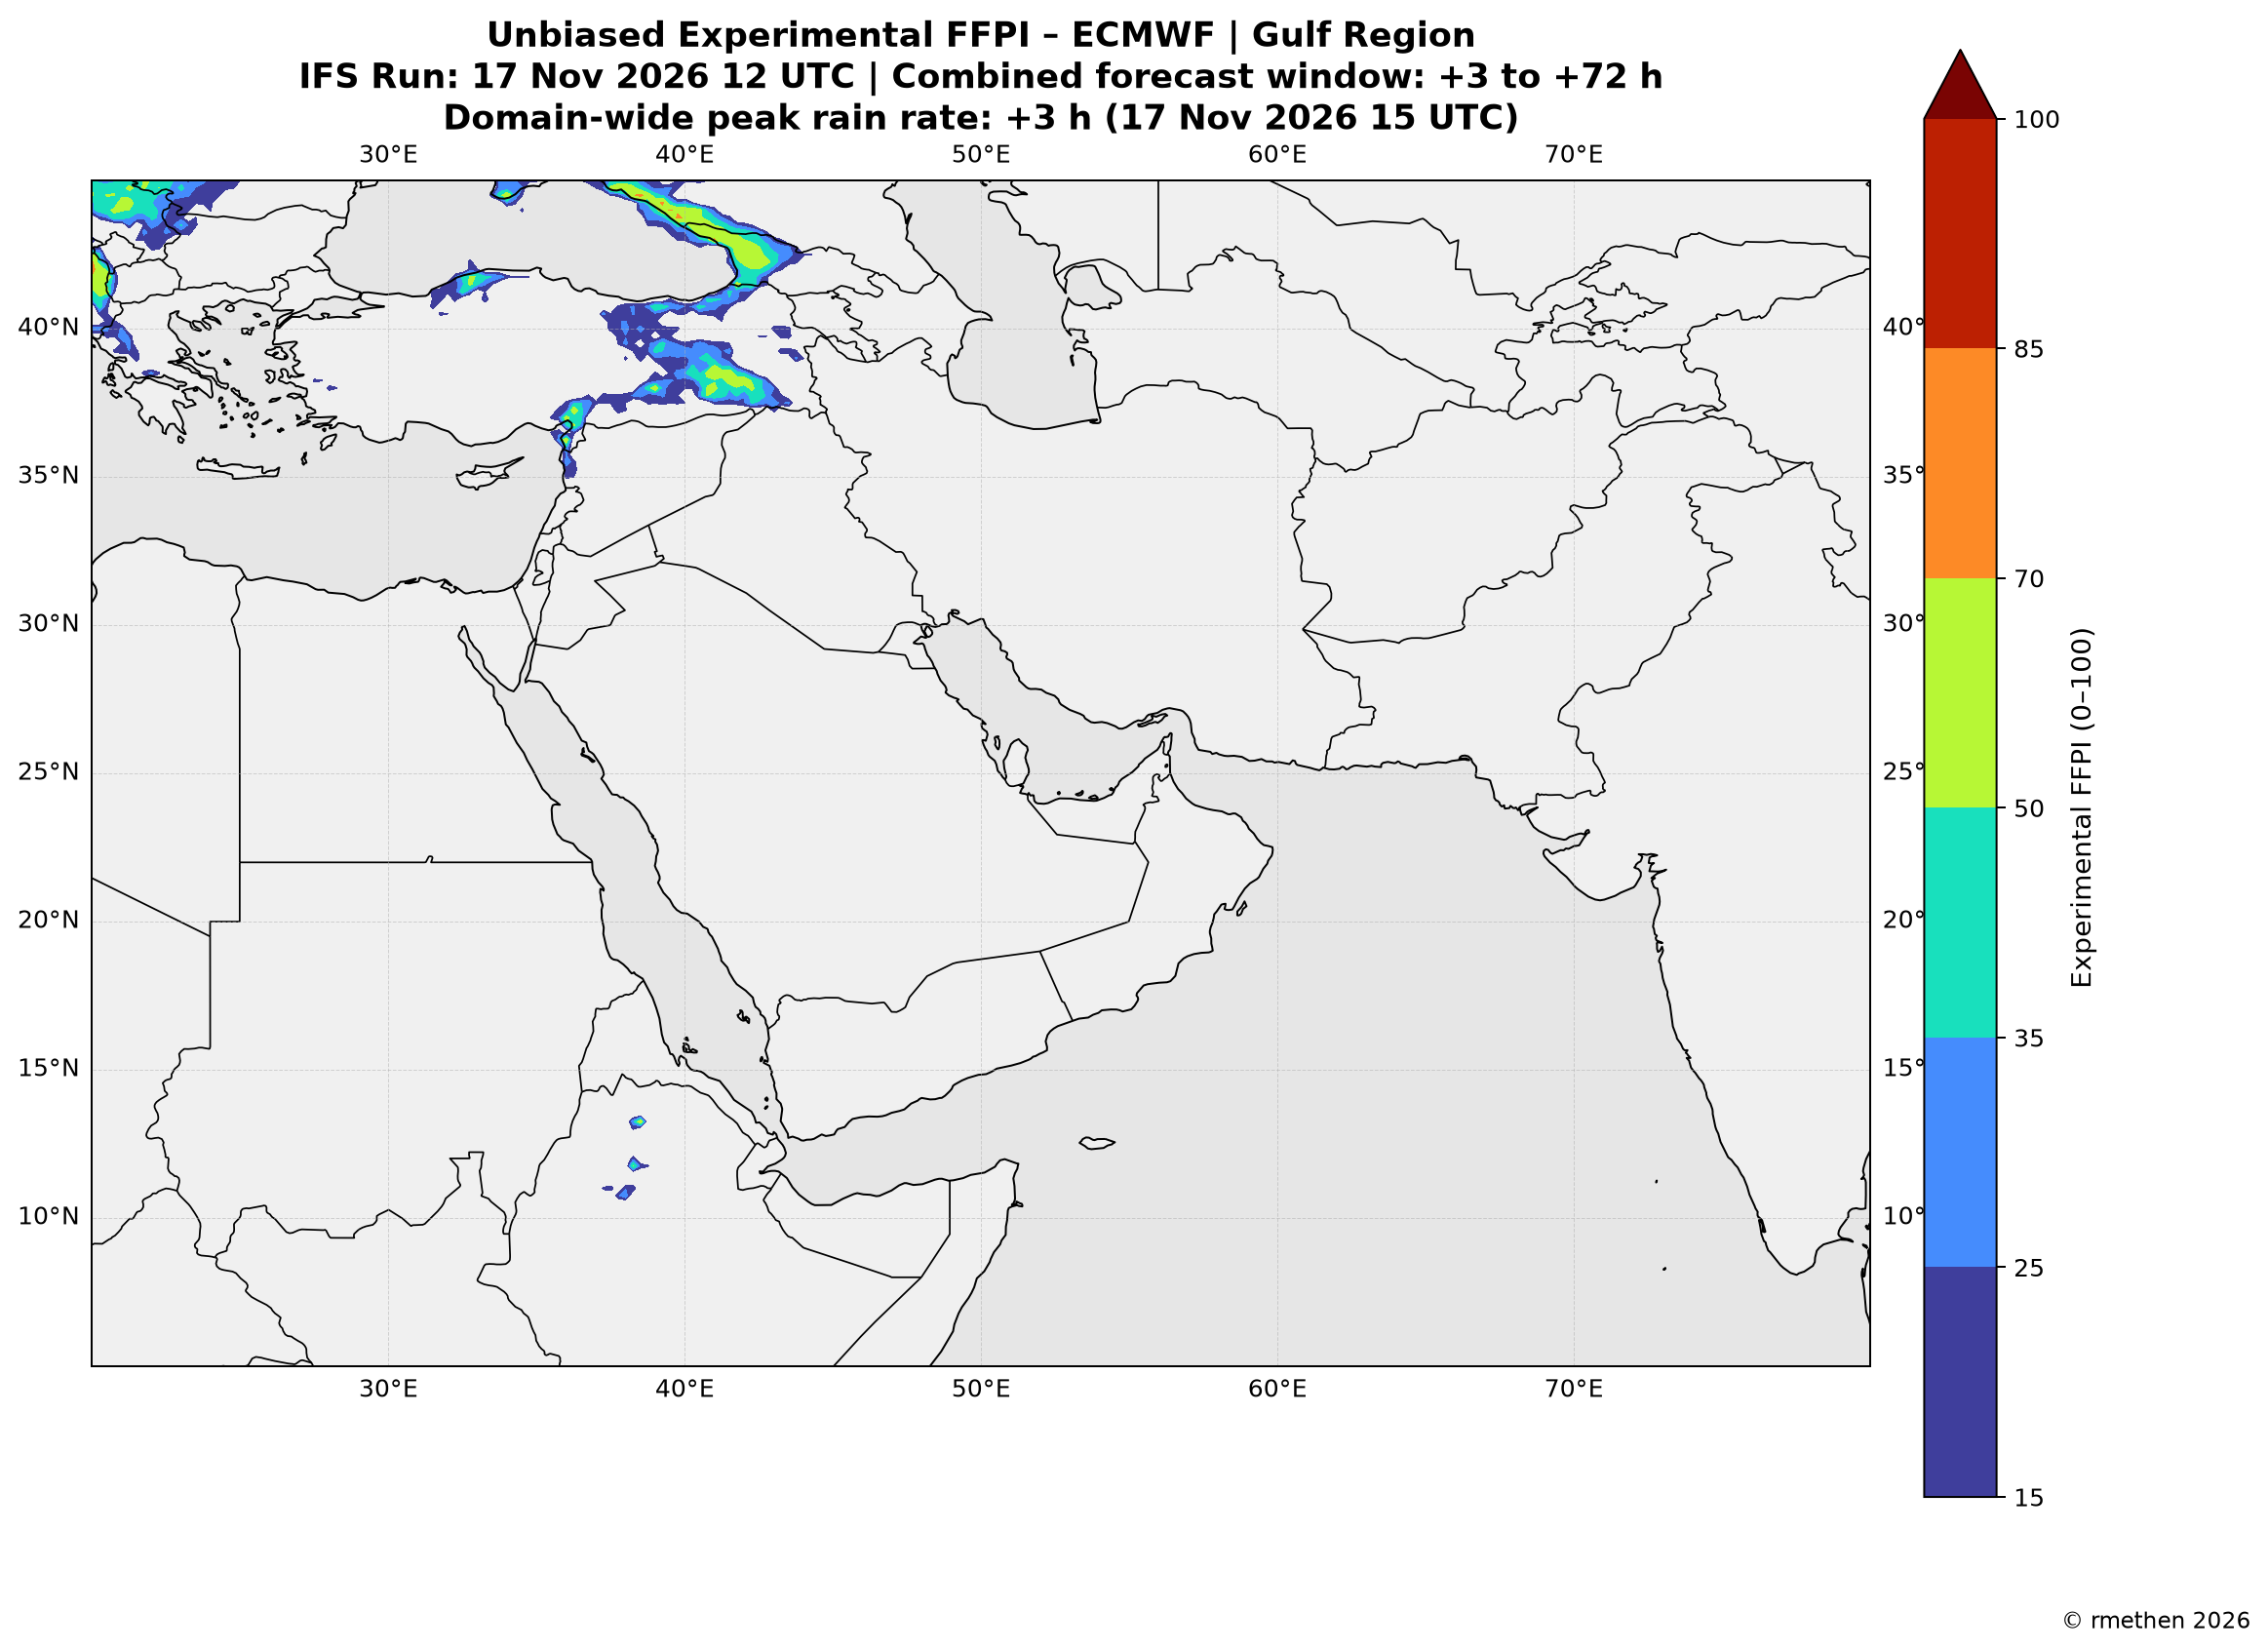 Unbiased Experimental FFPI – ECMWF | Gulf Region
IFS Run: 17 Nov 2026 12 UTC | Combined forecast window: +3 to +72 h
Domain-wide peak rain rate: +3 h (17 Nov 2026 15 UTC)
30°E 40°E 50°E 60°E 70°E
40°N
35°N
30°N
25°N
20°N
15°N
10°N
40°
35°
30°
25°
20°
15°
10°
30°E 40°E 50°E 60°E 70°E
100
85
70
50
35
25
15
Experimental FFPI (0–100)
© rmethen 2026